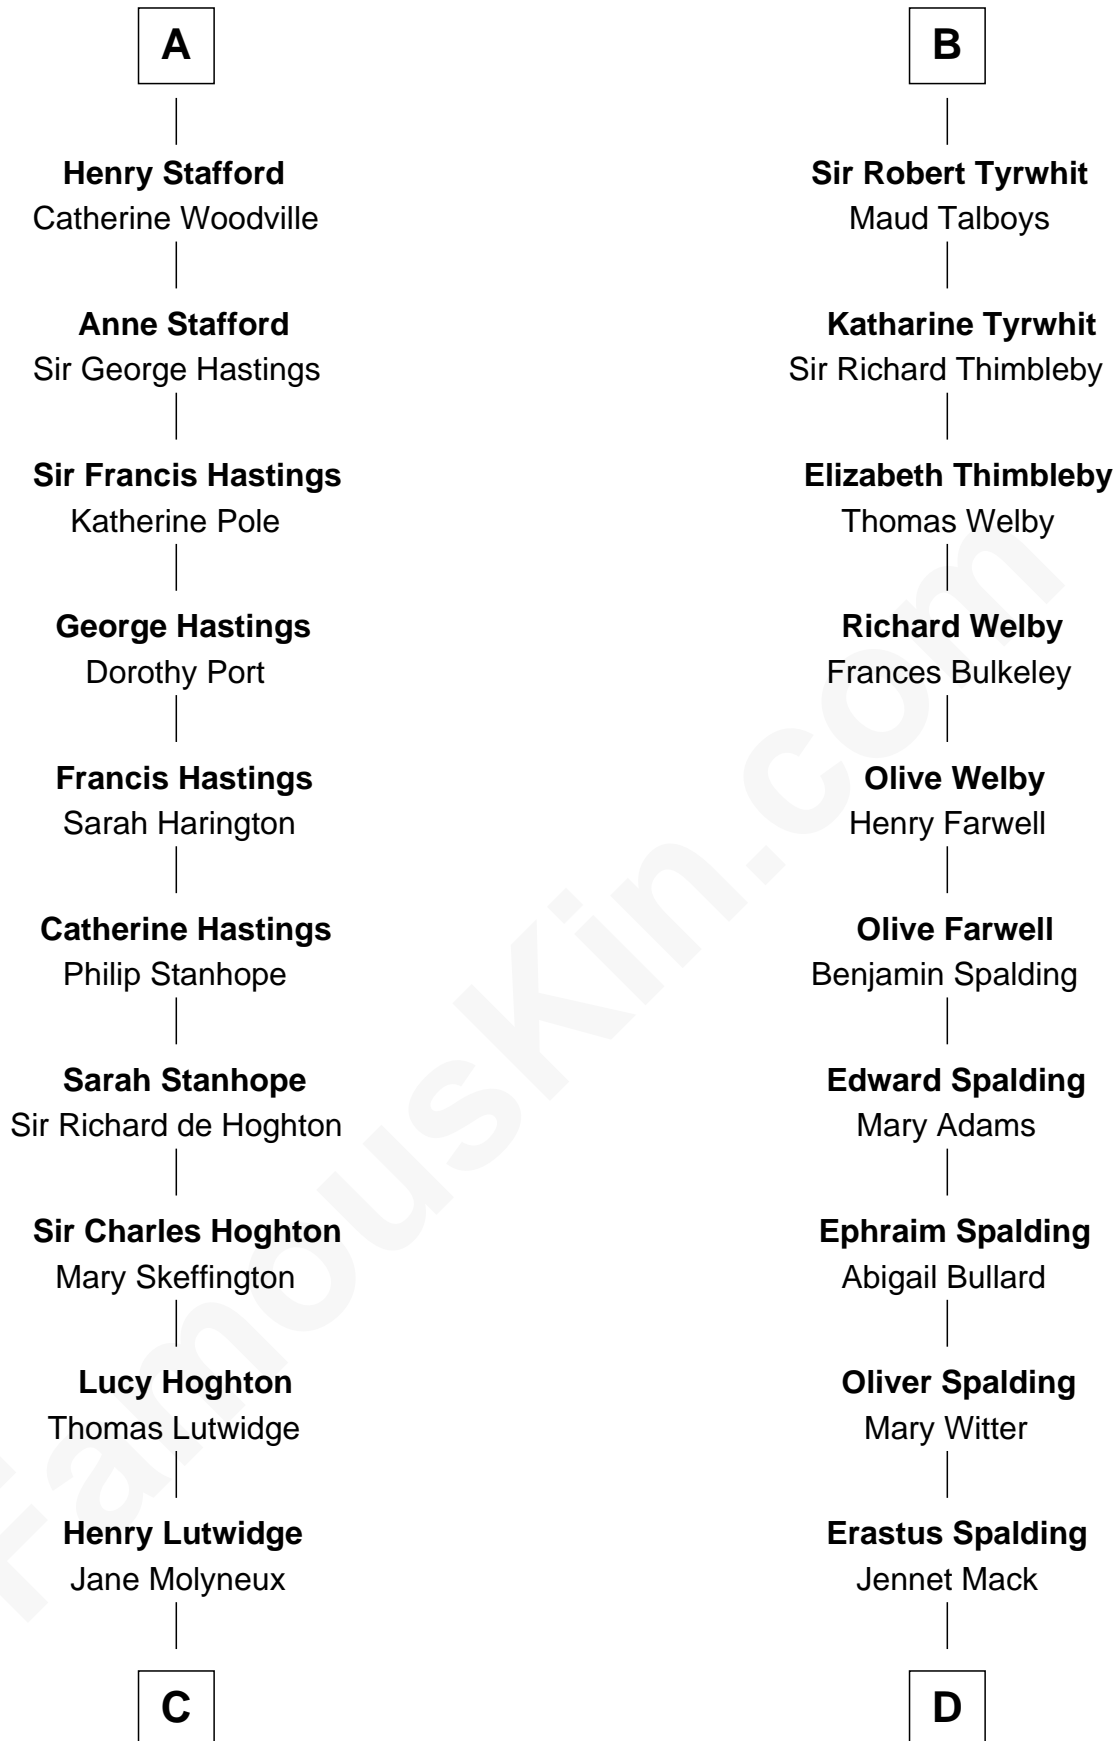 A
Henry Stafford
Catherine Woodville
Anne Stafford
Sir George Hastings
Sir Francis Hastings
Katherine Pole
George Hastings
Dorothy Port
Francis Hastings
Sarah Harington
Catherine Hastings
Philip Stanhope
Sarah Stanhope
Sir Richard de Hoghton
Sir Charles Hoghton
Mary Skeffington
Lucy Hoghton
Thomas Lutwidge
Henry Lutwidge
Jane Molyneux
C
B
Sir Robert Tyrwhit
Maud Talboys
Katharine Tyrwhit
Sir Richard Thimbleby
Elizabeth Thimbleby
Thomas Welby
Richard Welby
Frances Bulkeley
Olive Welby
Henry Farwell
Olive Farwell
Benjamin Spalding
Edward Spalding
Mary Adams
Ephraim Spalding
Abigail Bullard
Oliver Spalding
Mary Witter
Erastus Spalding
Jennet Mack
D
FamousKin.com